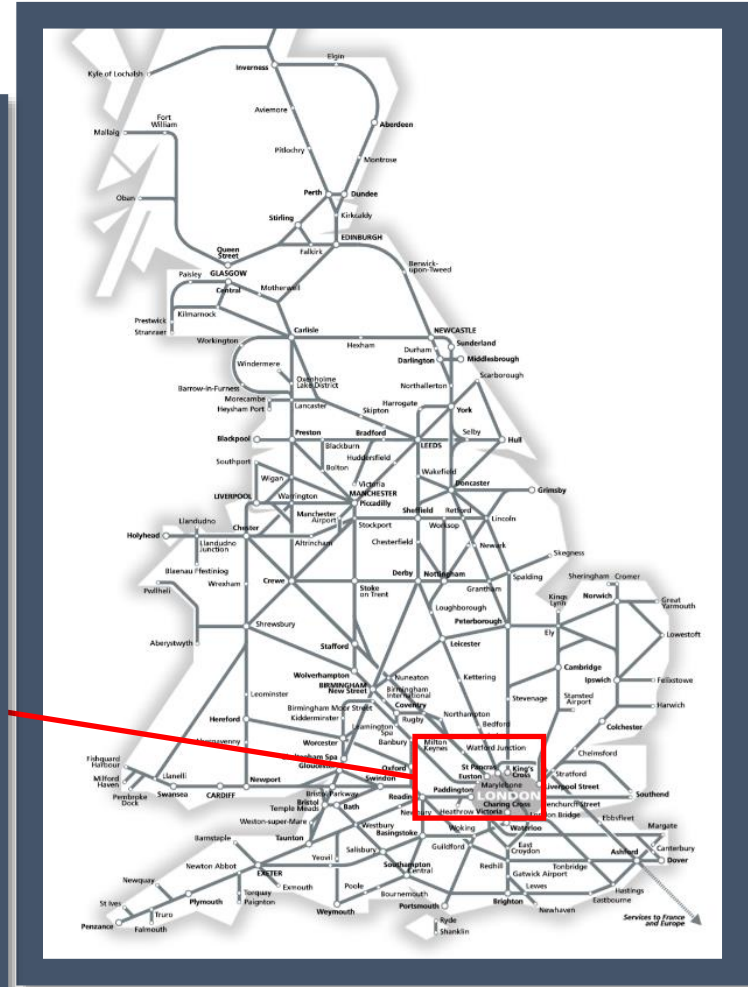 Elgin
Inverness
Kyle of Lochalsh
Aviemore
Fort
William
Mallaig
Aberdeen
Pitlochry
Montrose
Oban
Perth
Dundee
Stirling
Kirkcaldy
EDINBURGH
Queen
Street
Falkirk
Berwick-
upon-Tweed
Paisley
GLASGOW
Central
Motherwell
Prestwick
Kilmarnock
Stranraer
Carlisle
NEWCASTLE
Workington
Hexham
Sunderland
Durham
Darlington
Middlesbrough
Windermere
Scarborough
Oxenholme
Lake District
Barrow-in-Furness
Northallerton
Morecambe
Heysham Port
Lancaster
Harrogate
York
Skipton
Blackpool
Preston
Bradford
LEEDS
Selby
Hull
Blackburn
Huddersfield
Southport
Bolton
Wigan
Victoria
Wakefield
MANCHESTER
Piccadilly
Doncaster
Grimsby
LIVERPOOL
Warrington
Manchester
Airport
Stockport
Sheffield
Retford
Worksop
Lincoln
Llandudno
Holyhead
Chester
Llandudno
Junction
Altrincham
Chesterfield
Newark
Skegness
Blaenau Ffestiniog
Wrexham
Crewe
Stoke
on Trent
Derby
Nottingham
Grantham
Spalding
Sheringham
Cromer
Pwllheli
Kings
Lynn
Norwich
Great
Yarmouth
Loughborough
Peterborough
Shrewsbury
Aberystwyth
Stafford
Leicester
Ely
Lowestoft
Wolverhampton
BIRMINGHAM
New Street
Nuneaton
Birmingham
International
Kettering
Cambridge
Ipswich
Felixstowe
Leominster
Birmingham Moor Street
Kidderminster
Coventry
Rugby
Stevenage
Stansted
Airport
Harwich
Hereford
Leamington
Spa
Northampton
Bedford
Colchester
Worcester
Banbury
Milton
Keynes
Watford Junction
Chelmsford
Fishguard
Harbour
Gloucester
Oxford
St Pancras
Euston
King's
Cross
Stratford
Milford
Haven
Llanelli
Newport
Swindon
Paddington
Marylebone
Liverpool Street
Pembroke
Dock
Swansea
CARDIFF
Bristol Parkway
Reading
LONDON
Southend
Bristol
Temple Meads
Bath
Charing Cross
Heathrow
Victoria
Newbury
Waterloo
Ebbsfleet
Weston-super-Mare
Westbury
Basingstoke
Woking
East
Croydon
Margate
Barnstaple
Taunton
Salisbury
Guildford
Redhill
Tonbridge
Canterbury
Ashford
Dover
Newton Abbot
EXETER
Yeovil
Southampton
Central
Gatwick Airport
Newquay
Exmouth
Poole
Bournemouth
Lewes
Hastings
Eastbourne
St Ives
Plymouth
Torquay
Paignton
Weymouth
Portsmouth
Brighton
Newhaven
Truro
Penzance
Falmouth
Ryde
Shanklin
Services to France
and Europe